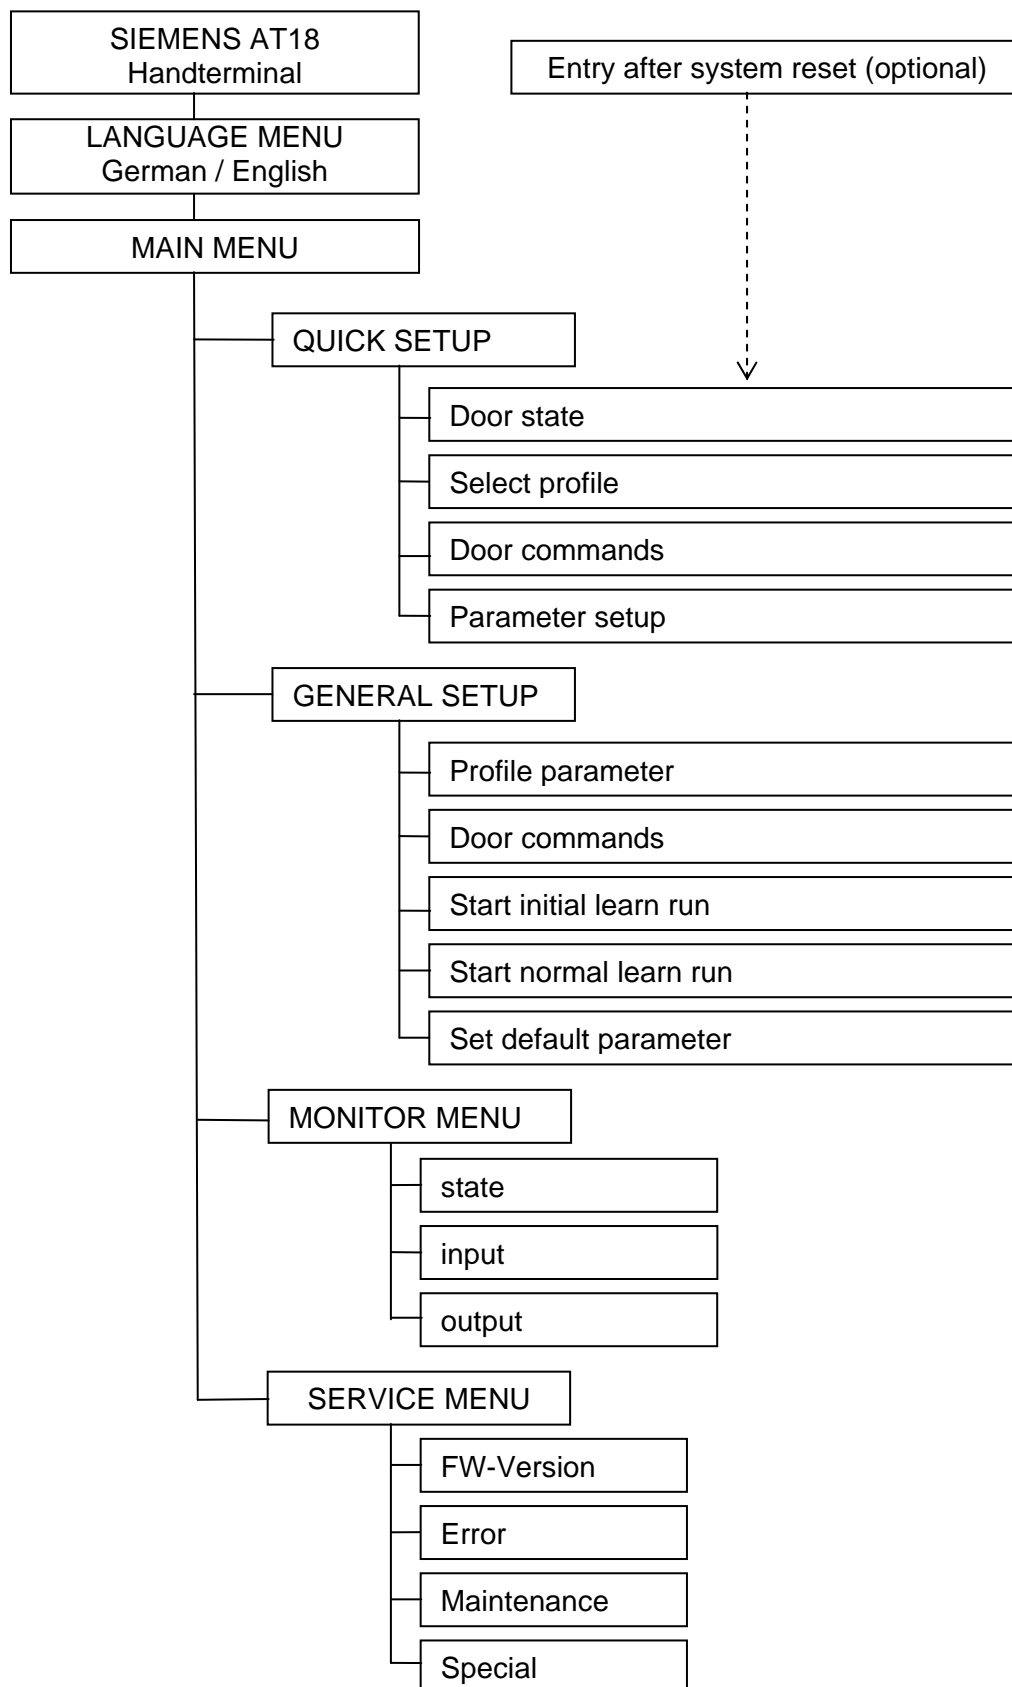 SIEMENS AT18
Handterminal
Entry after system reset (optional)
LANGUAGE MENU
German / English
MAIN MENU
QUICK SETUP
Door state
Select profile
Door commands
Parameter setup
GENERAL SETUP
Profile parameter
Door commands
Start initial learn run
Start normal learn run
Set default parameter
MONITOR MENU
state
input
output
SERVICE MENU
FW-Version
Error
Maintenance
Special